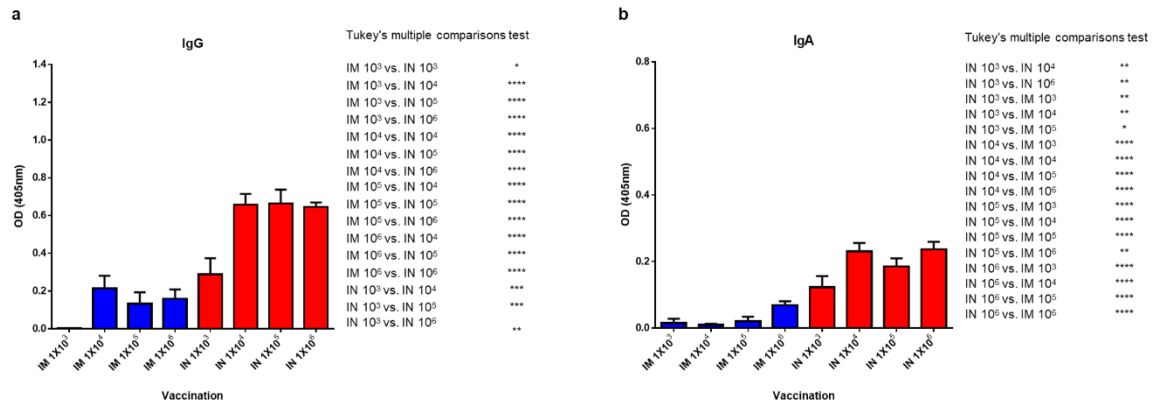 a
IgG
OD (405nm)
1.4
1.2
1.0
0.8
0.6
0.4
0.2
0.0
IM 1X10³
IM 1X10⁴
IM 1X10⁵
IM 1X10⁶
IN 1X10³
IN 1X10⁴
IN 1X10⁵
IN 1X10⁶
Vaccination
Tukey's multiple comparisons test
IM 10³ vs. IN 10³ *
IM 10³ vs. IN 10⁴ ****
IM 10³ vs. IN 10⁵ ****
IM 10³ vs. IN 10⁶ ****
IM 10⁴ vs. IN 10⁴ ****
IM 10⁴ vs. IN 10⁵ ****
IM 10⁴ vs. IN 10⁶ ****
IM 10⁵ vs. IN 10⁴ ****
IM 10⁵ vs. IN 10⁵ ****
IM 10⁵ vs. IN 10⁶ ****
IM 10⁶ vs. IN 10⁴ ****
IM 10⁶ vs. IN 10⁵ ****
IM 10⁶ vs. IN 10⁶ ****
IN 10³ vs. IN 10⁴ ***
IN 10³ vs. IN 10⁵ ***
IN 10³ vs. IN 10⁶ **
b
IgA
OD (405nm)
0.8
0.6
0.4
0.2
0.0
IM 1X10³
IM 1X10⁴
IM 1X10⁵
IM 1X10⁶
IN 1X10³
IN 1X10⁴
IN 1X10⁵
IN 1X10⁶
Vaccination
Tukey's multiple comparisons test
IN 10³ vs. IN 10⁴ **
IN 10³ vs. IN 10⁶ **
IN 10³ vs. IM 10³ **
IN 10³ vs. IM 10⁴ **
IN 10³ vs. IM 10⁵ *
IN 10⁴ vs. IM 10³ ****
IN 10⁴ vs. IM 10⁴ ****
IN 10⁴ vs. IM 10⁵ ****
IN 10⁴ vs. IM 10⁶ ****
IN 10⁵ vs. IM 10³ ****
IN 10⁵ vs. IM 10⁴ ****
IN 10⁵ vs. IM 10⁵ ****
IN 10⁵ vs. IM 10⁶ **
IN 10⁶ vs. IM 10³ ****
IN 10⁶ vs. IM 10⁴ ****
IN 10⁶ vs. IM 10⁵ ****
IN 10⁶ vs. IM 10⁶ ****